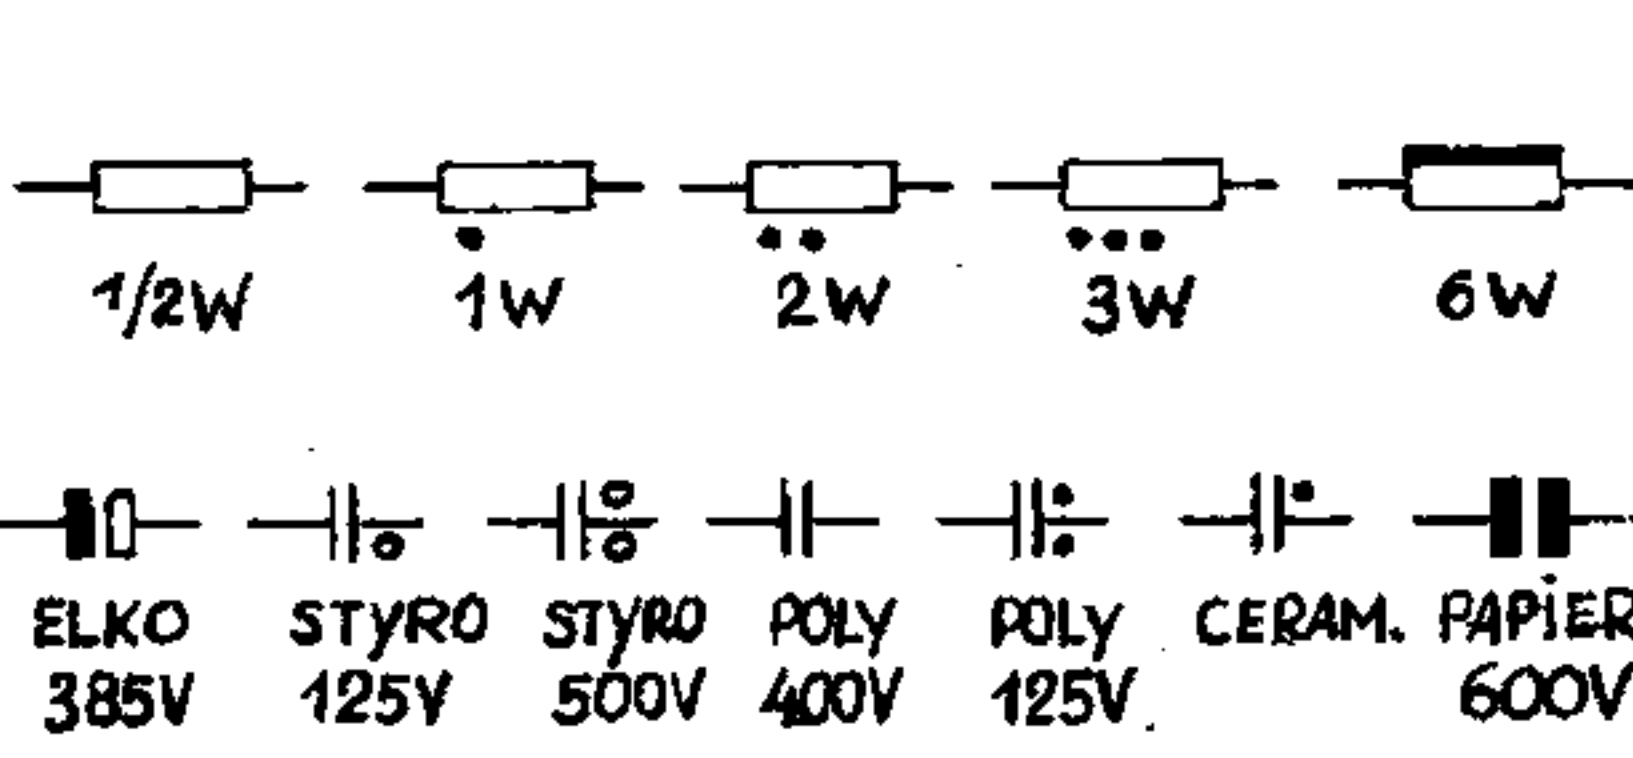 1/2W 1W 2W 3W 6W
ELKO STYRO STYRO POLY POLY CERAM. PAPiER
385V 125V 500V 400V 125V 600V